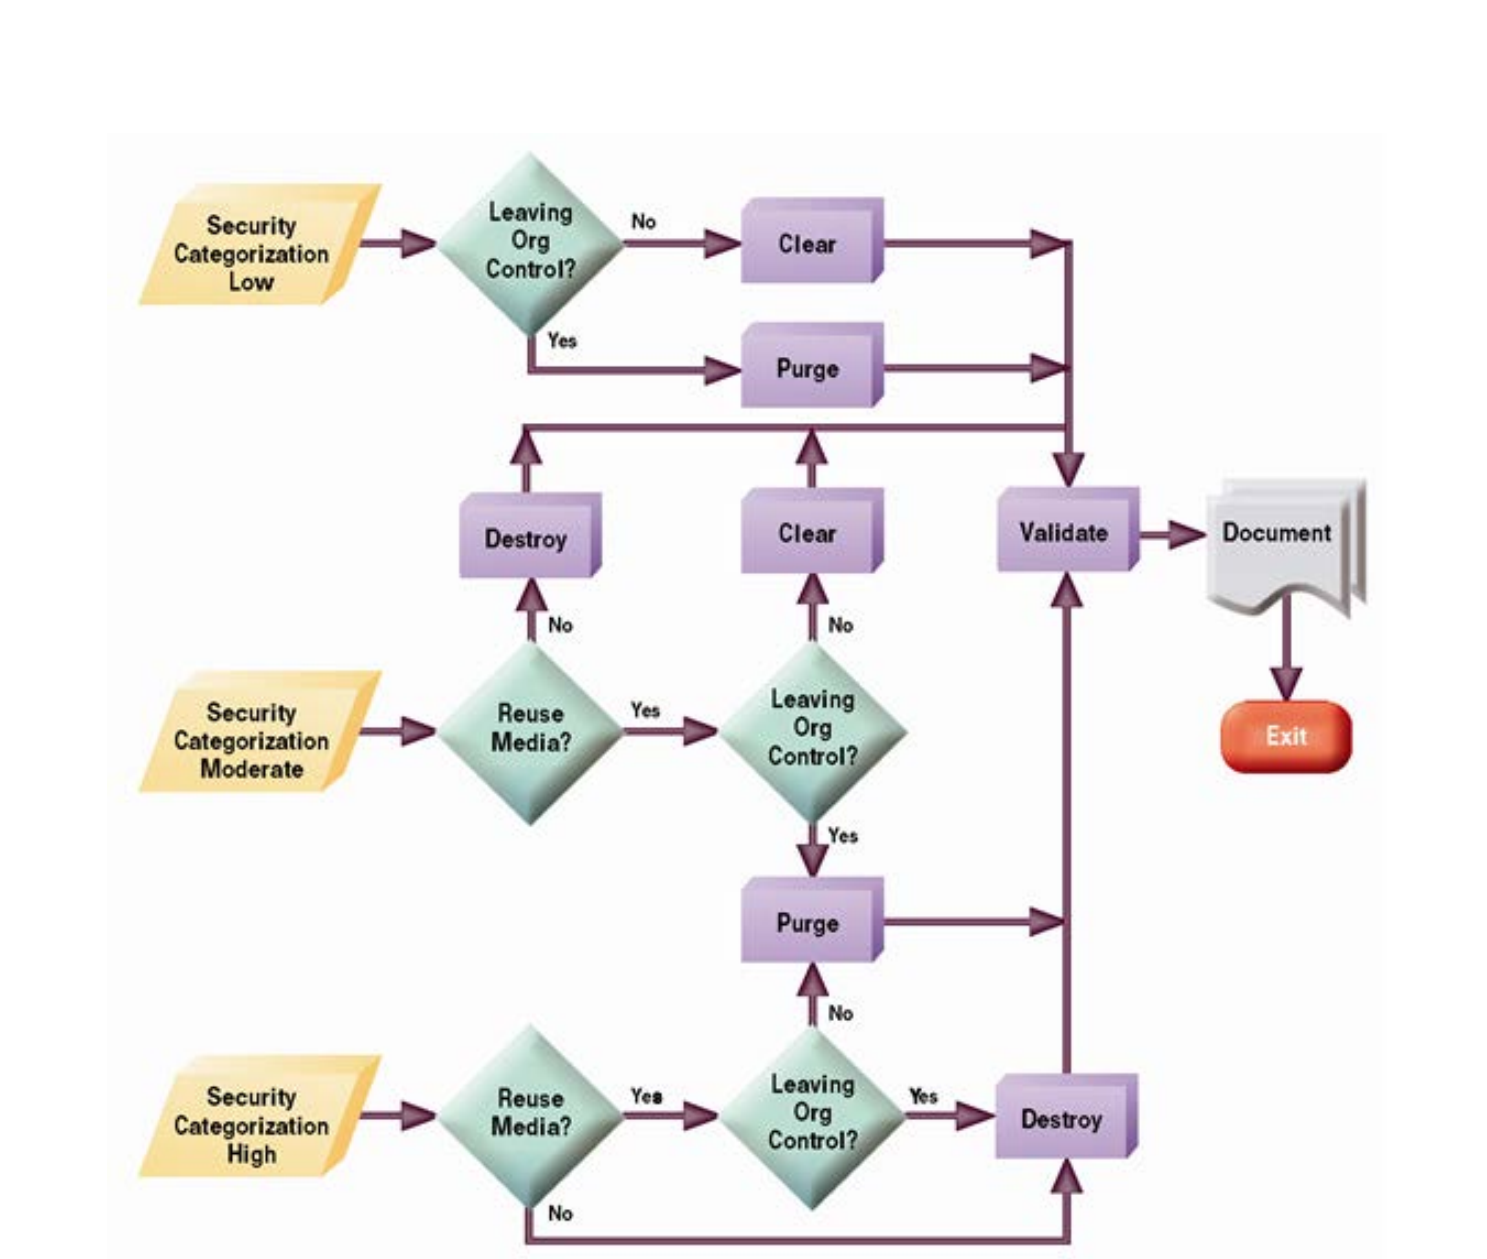 Security
Categorization
Low
Leaving
Org
Control?
No
Clear
Yes
Purge
Destroy
Clear
Validate
Document
No
No
Security
Categorization
Moderate
Reuse
Media?
Yes
Leaving
Org
Control?
Exit
Yes
Purge
No
Security
Categorization
High
Reuse
Media?
Yes
Leaving
Org
Control?
Yes
Destroy
No